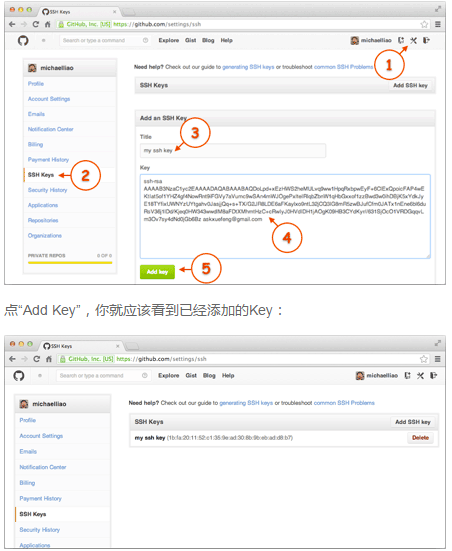 SSH Keys
GitHub, Inc. [US] https://github.com/settings/ssh
Search or type a command
Explore Gist Blog Help
michaelliao
1
michaelliao
Profile
Account Settings
Emails
Notification Center
Billing
Payment History
SSH Keys
Security History
Applications
Repositories
Organizations
PRIVATE REPOS 0 OF 0
2
Need help? Check out our guide to generating SSH keys or troubleshoot common SSH Problems
SSH Keys Add SSH key
Add an SSH Key
Title
my ssh key
3
Key
ssh-rsa
askxuefeng@gmail.com
4
Add key
5
点“Add Key”，你就应该看到已经添加的Key：
SSH Keys
GitHub, Inc. [US] https://github.com/settings/ssh
Search or type a command
Explore Gist Blog Help
michaelliao
michaelliao
Profile
Account Settings
Emails
Notification Center
Billing
Payment History
SSH Keys
Security History
Applications
Need help? Check out our guide to generating SSH keys or troubleshoot common SSH Problems
SSH Keys Add SSH key
my ssh key (1b:fa:20:11:52:c1:35:9e:ad:30:6b:9b:eb:ad:d8:b7) Delete